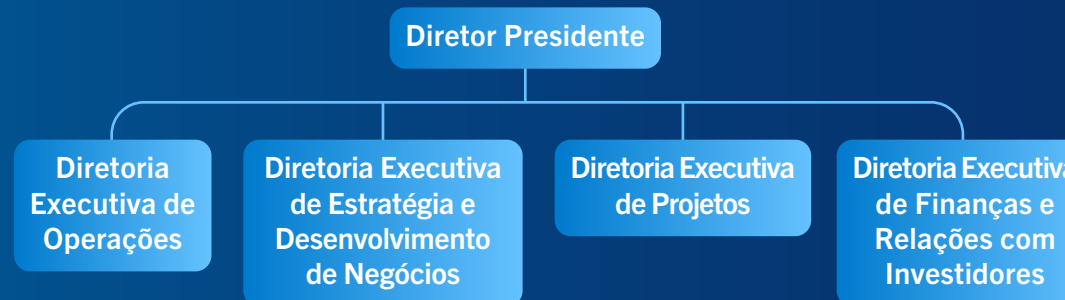 Diretor Presidente
Diretoria
Executiva de
Operações
Diretoria Executiva
de Estratégia e
Desenvolvimento
de Negócios
Diretoria Executiva
de Projetos
Diretoria Executiva
de Finanças e
Relações com
Investidores